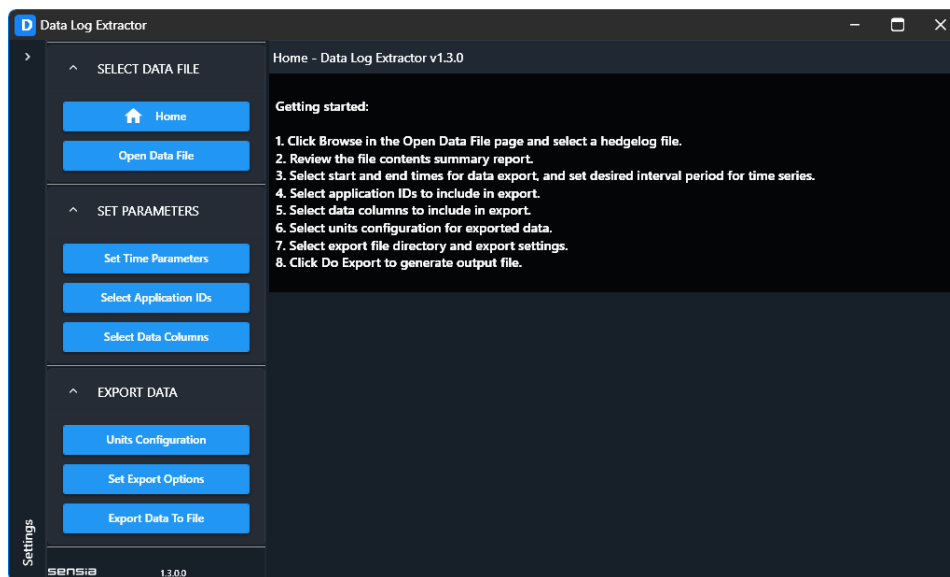 Data Log Extractor
SELECT DATA FILE
Home
Open Data File
SET PARAMETERS
Set Time Parameters
Select Application IDs
Select Data Columns
EXPORT DATA
Units Configuration
Set Export Options
Export Data To File
Settings
sensia
1.3.0.0
Home - Data Log Extractor v1.3.0
Getting started:
1. Click Browse in the Open Data File page and select a hedgelog file.
2. Review the file contents summary report.
3. Select start and end times for data export, and set desired interval period for time series.
4. Select application IDs to include in export.
5. Select data columns to include in export.
6. Select units configuration for exported data.
7. Select export file directory and export settings.
8. Click Do Export to generate output file.